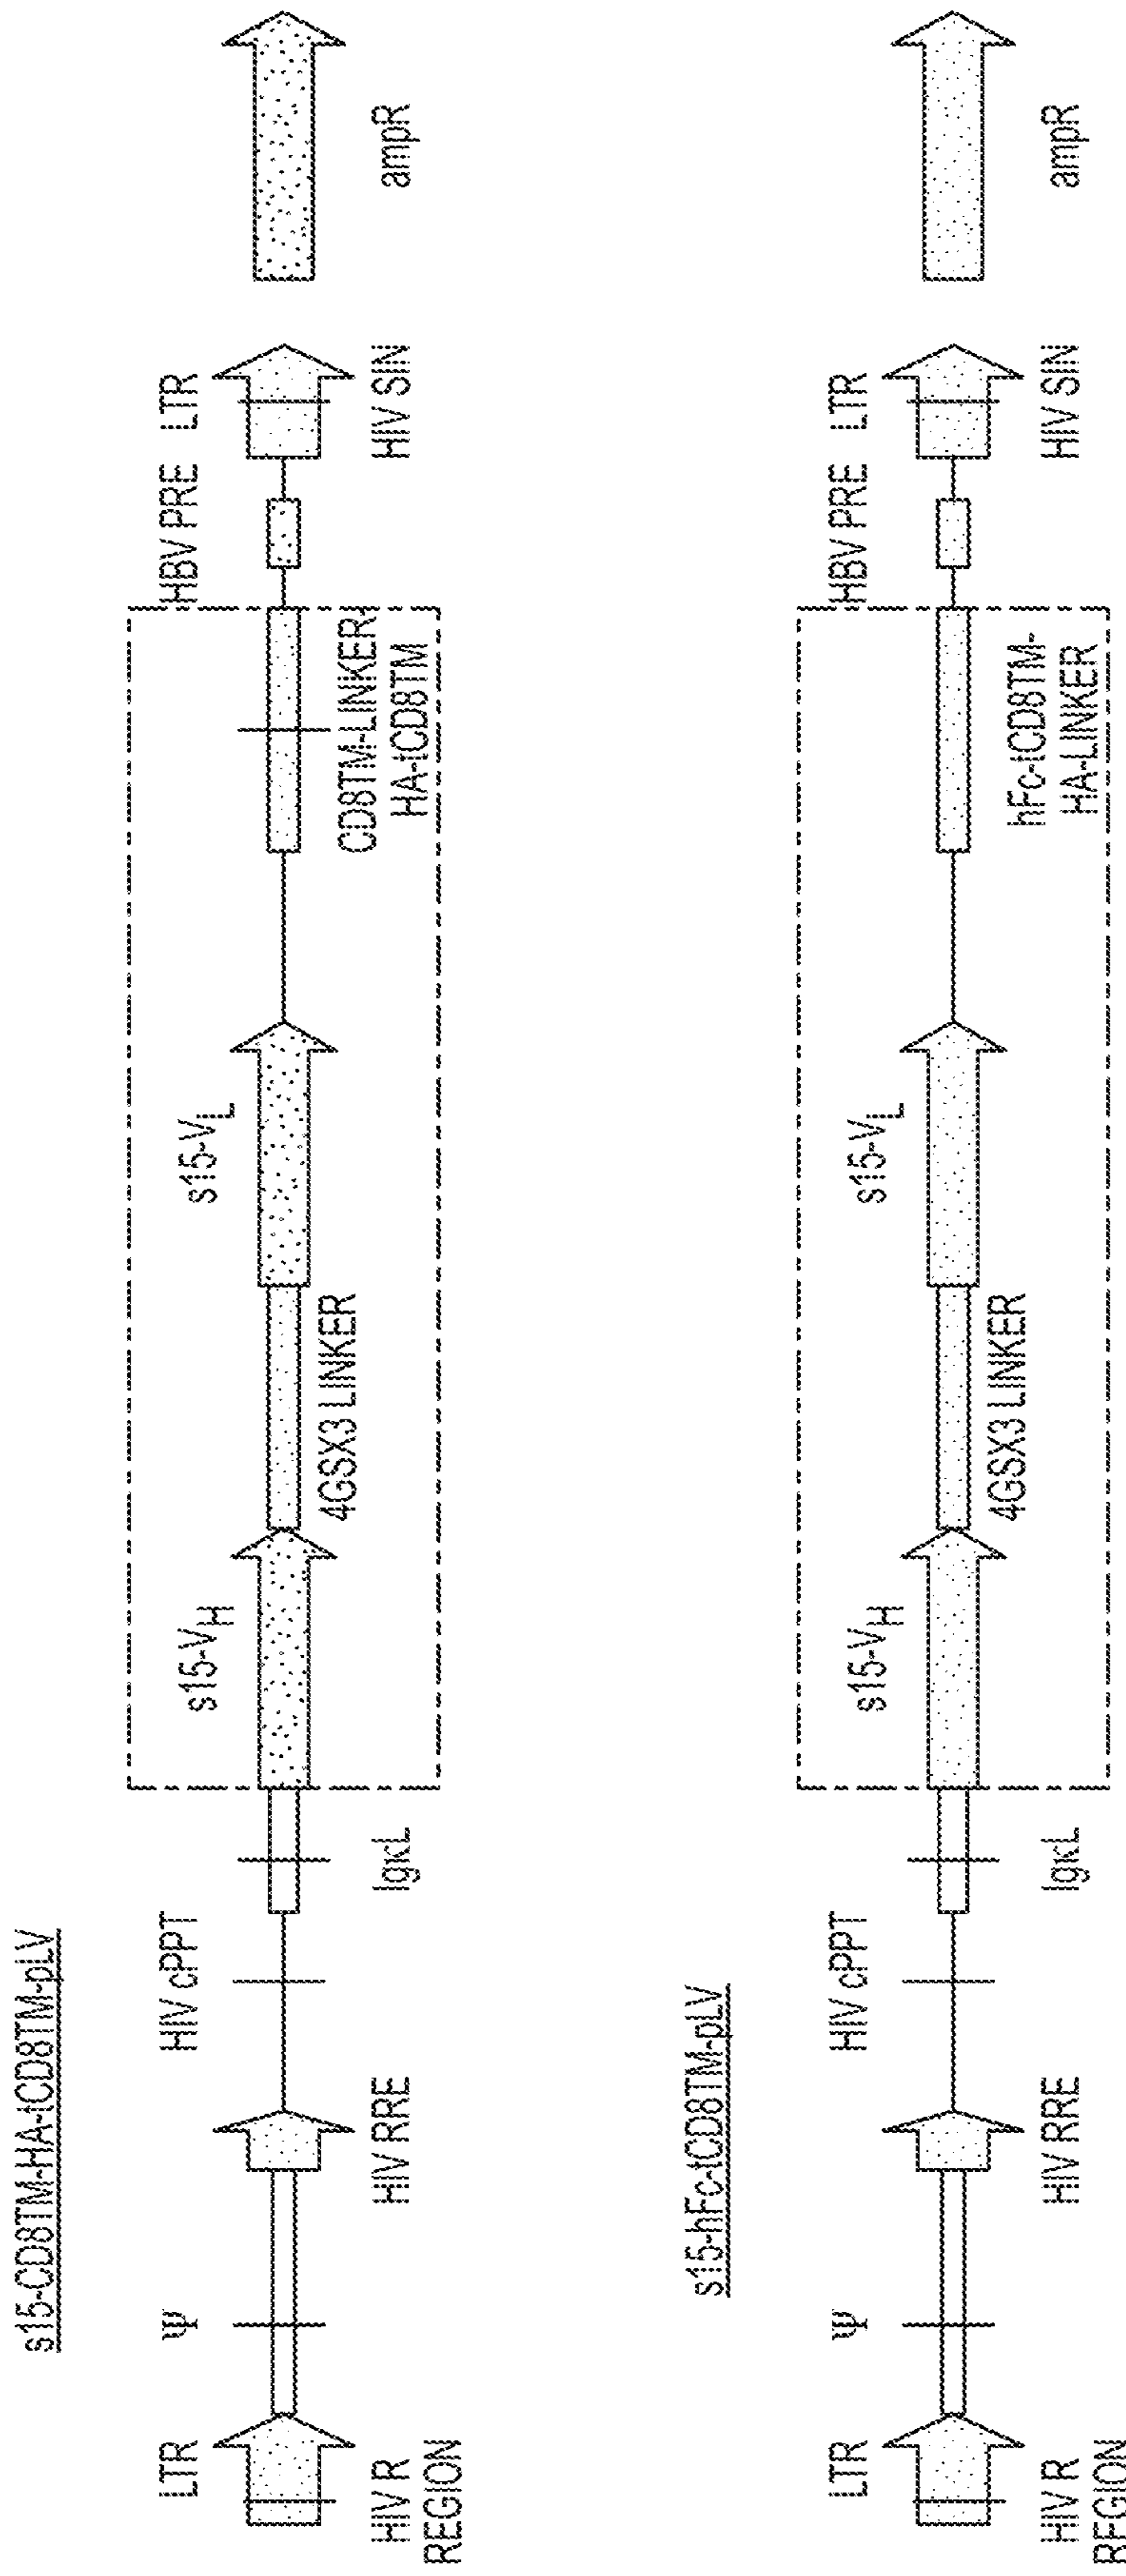 s15-CD8TM-HA-tCD8TM-pLV
LTR
Ψ
HIV cPPT
s15-VH
s15-VL
HBV PRE
LTR
HIV R
REGION
HIV RRE
IgκL
4GSX3 LINKER
CD8TM-LINKER-
HA-tCD8TM
HIV SIN
ampR
s15-hFc-tCD8TM-pLV
LTR
Ψ
HIV cPPT
s15-VH
s15-VL
HBV PRE
LTR
HIV R
REGION
HIV RRE
IgκL
4GSX3 LINKER
hFc-tCD8TM-
HA-LINKER
HIV SIN
ampR